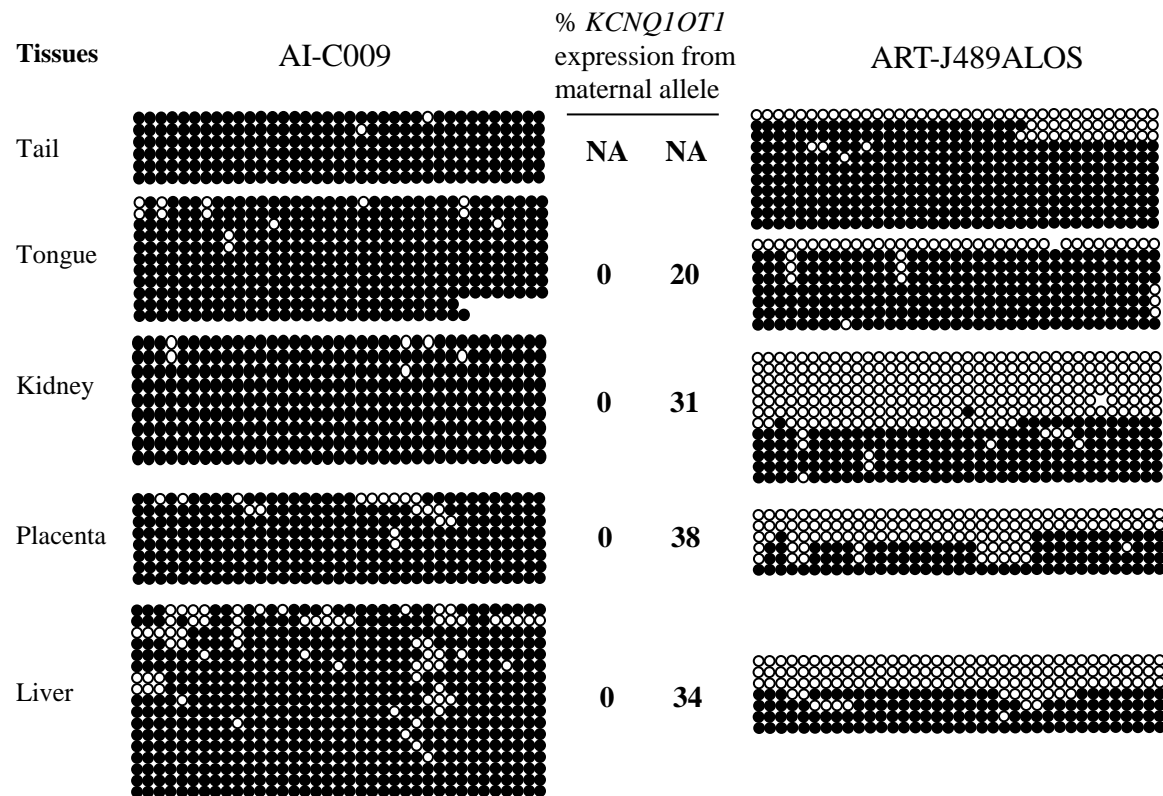 % KCNQ1OT1
expression from
maternal allele
Tissues
AI-C009
ART-J489ALOS
Tail
NA NA
Tongue
0 20
Kidney
0 31
Placenta
0 38
Liver
0 34